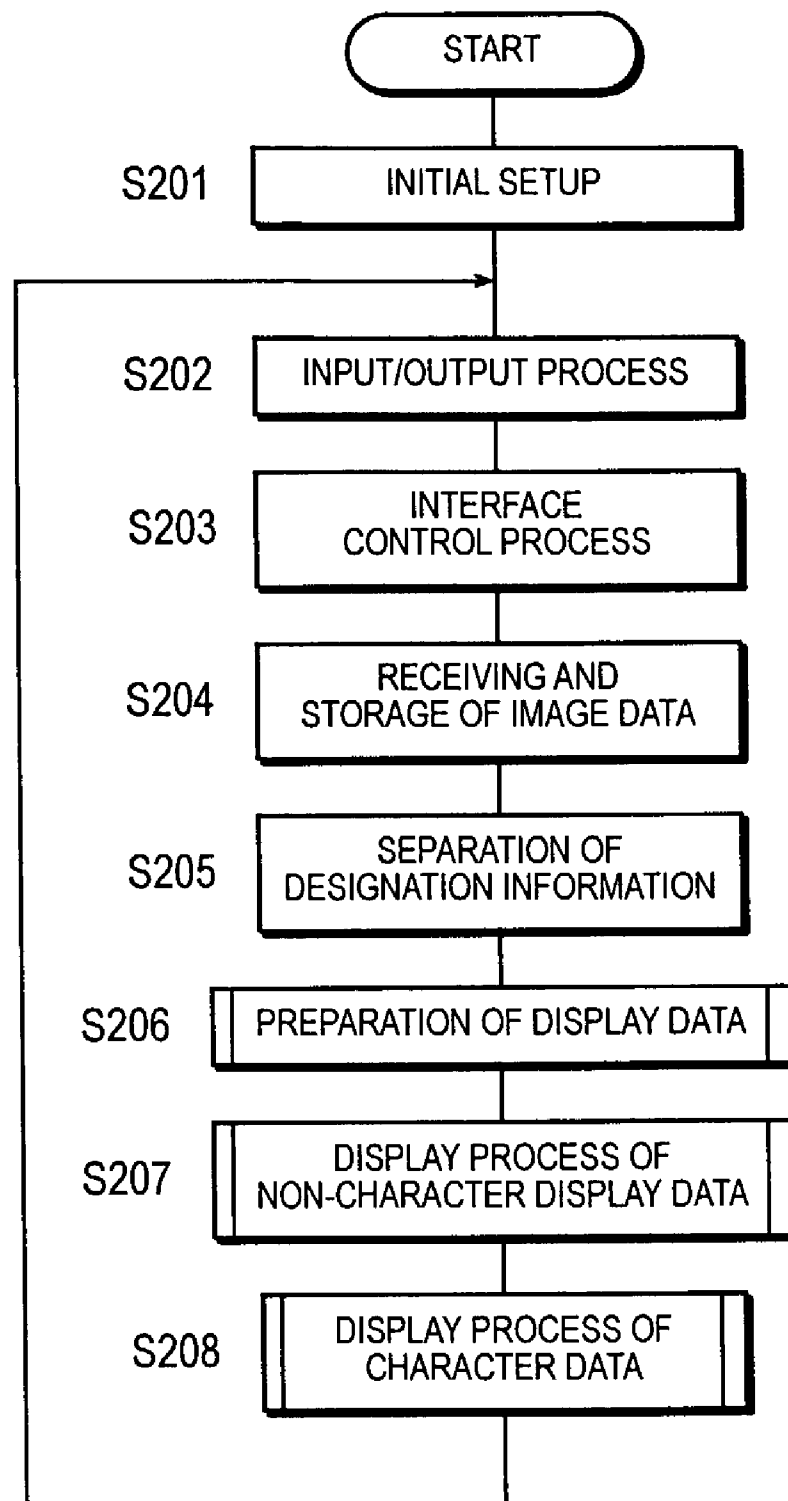 START
S201
INITIAL SETUP
S202
INPUT/OUTPUT PROCESS
S203
INTERFACE
CONTROL PROCESS
S204
RECEIVING AND
STORAGE OF IMAGE DATA
S205
SEPARATION OF
DESIGNATION INFORMATION
S206
PREPARATION OF DISPLAY DATA
S207
DISPLAY PROCESS OF
NON-CHARACTER DISPLAY DATA
S208
DISPLAY PROCESS OF
CHARACTER DATA